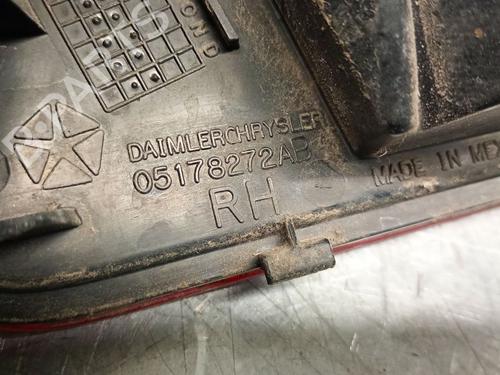 DAIMLERCHRYSLER
05178272AB
RH
MADE IN MEX